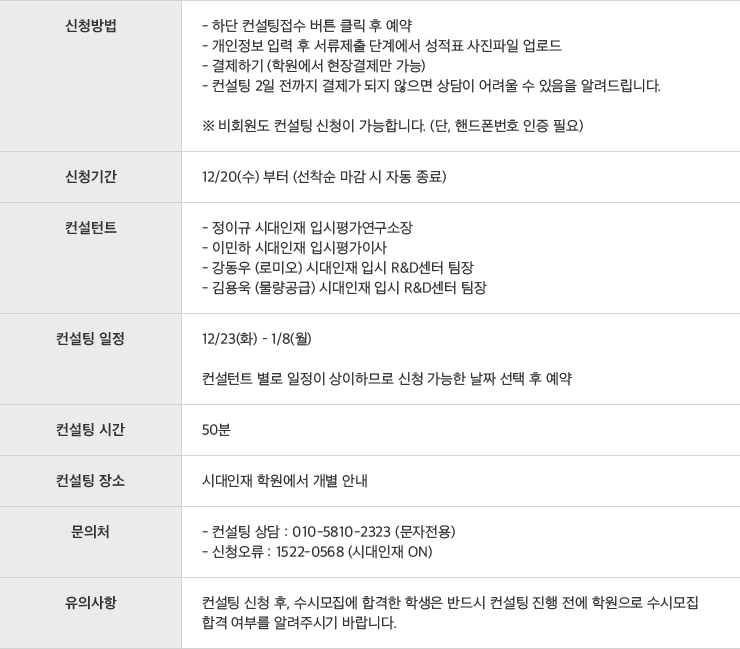 신청방법
- 하단 컨설팅접수 버튼 클릭 후 예약
- 개인정보 입력 후 서류제출 단계에서 성적표 사진파일 업로드
- 결제하기 (학원에서 현장결제만 가능)
- 컨설팅 2일 전까지 결제가 되지 않으면 상담이 어려울 수 있음을 알려드립니다.
※ 비회원도 컨설팅 신청이 가능합니다. (단, 핸드폰번호 인증 필요)
신청기간
12/20(수) 부터 (선착순 마감 시 자동 종료)
컨설턴트
- 정이규 시대인재 입시평가연구소장
- 이민하 시대인재 입시평가이사
- 강동우 (로미오) 시대인재 입시 R&D센터 팀장
- 김용욱 (물량공급) 시대인재 입시 R&D센터 팀장
컨설팅 일정
12/23(화) - 1/8(월)
컨설턴트 별로 일정이 상이하므로 신청 가능한 날짜 선택 후 예약
컨설팅 시간
50분
컨설팅 장소
시대인재 학원에서 개별 안내
문의처
- 컨설팅 상담 : 010-5810-2323 (문자전용)
- 신청오류 : 1522-0568 (시대인재 ON)
유의사항
컨설팅 신청 후, 수시모집에 합격한 학생은 반드시 컨설팅 진행 전에 학원으로 수시모집
합격 여부를 알려주시기 바랍니다.